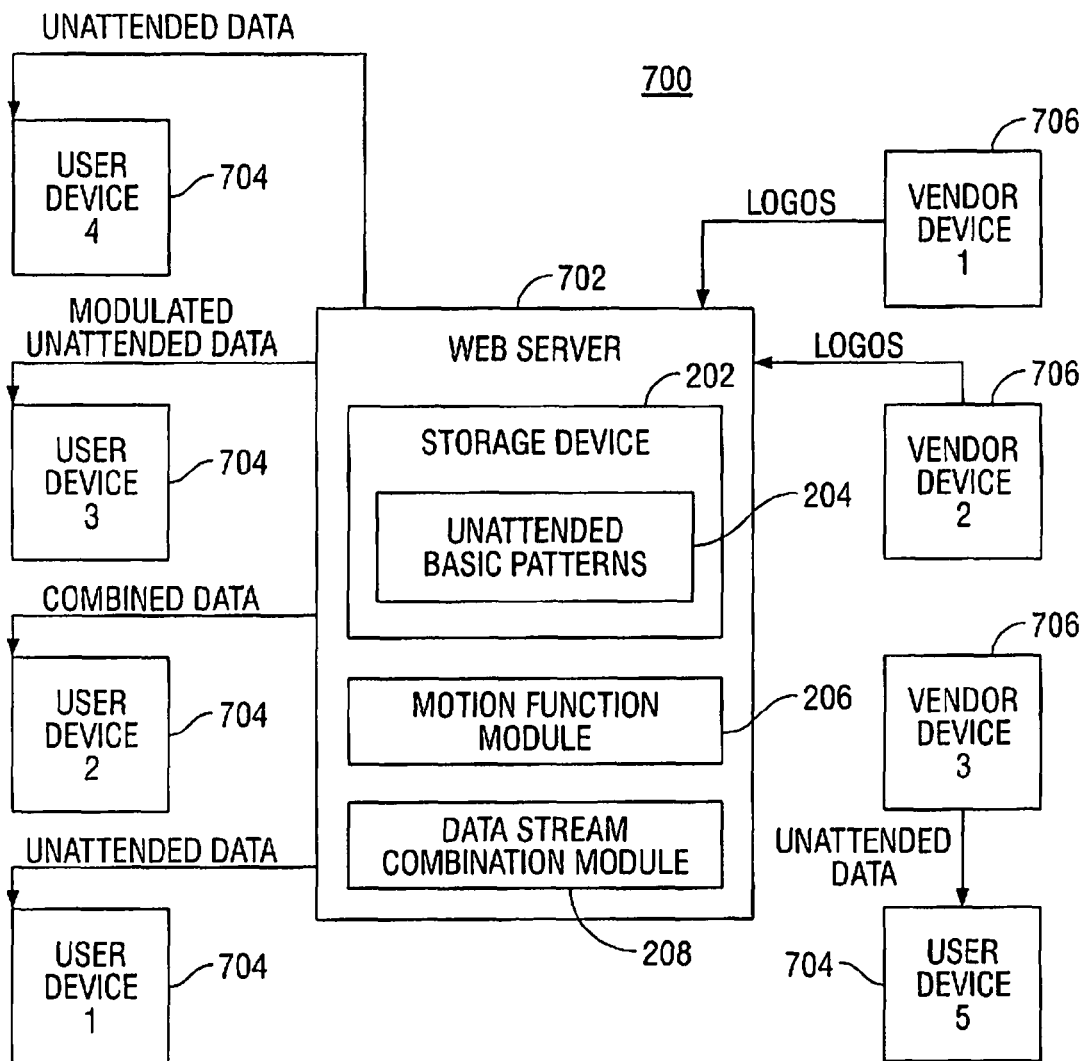 UNATTENDED DATA
700
USER
DEVICE
4
704
706
VENDOR
DEVICE
1
LOGOS
702
MODULATED
UNATTENDED DATA
USER
DEVICE
3
704
WEB SERVER
202
STORAGE DEVICE
204
UNATTENDED
BASIC PATTERNS
LOGOS
706
VENDOR
DEVICE
2
COMBINED DATA
USER
DEVICE
2
704
MOTION FUNCTION
MODULE
206
706
VENDOR
DEVICE
3
UNATTENDED DATA
USER
DEVICE
1
704
DATA STREAM
COMBINATION MODULE
208
UNATTENDED
DATA
704
USER
DEVICE
5